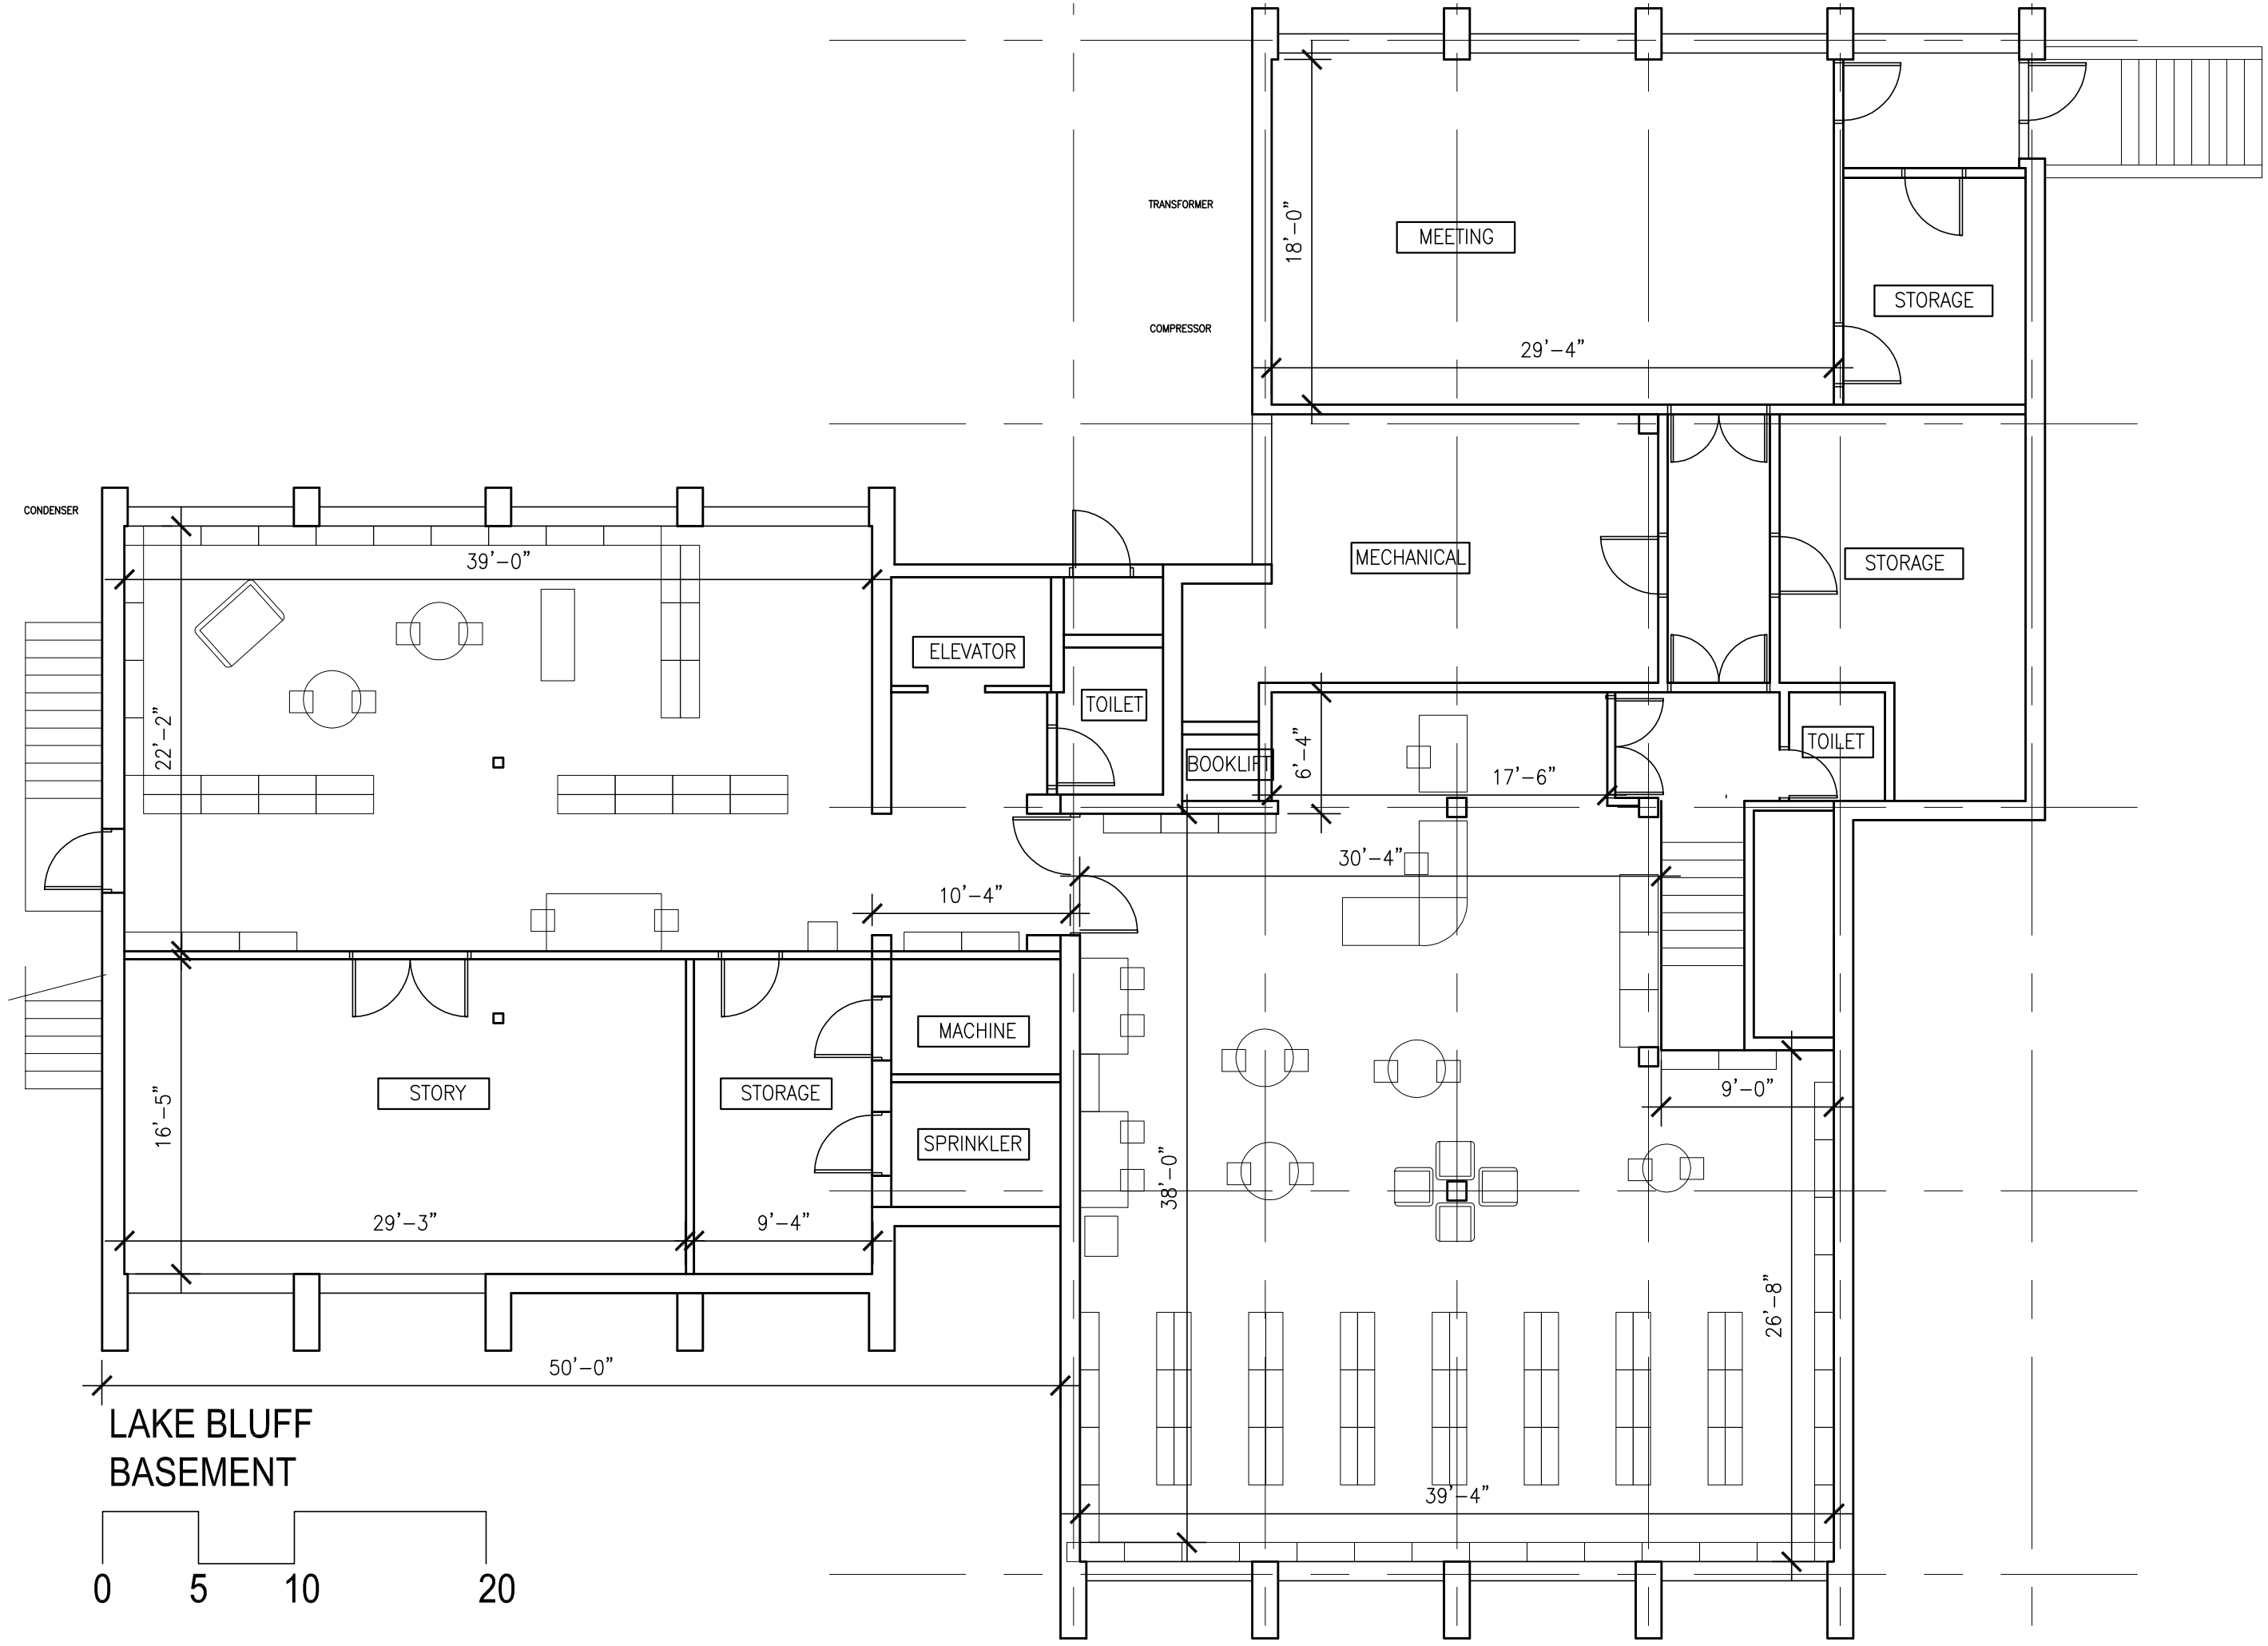 TRANSFORMER
MEETING
18'-0"
STORAGE
COMPRESSOR
29'-4"
CONDENSER
39'-0"
MECHANICAL
STORAGE
ELEVATOR
TOILET
22'-2"
BOOKLIFT
6'-4"
17'-6"
TOILET
30'-4"
10'-4"
MACHINE
STORY
STORAGE
16'-5"
9'-0"
SPRINKLER
38'-0"
29'-3"
9'-4"
26'-8"
50'-0"
39'-4"
LAKE BLUFF
BASEMENT
0 5 10 20